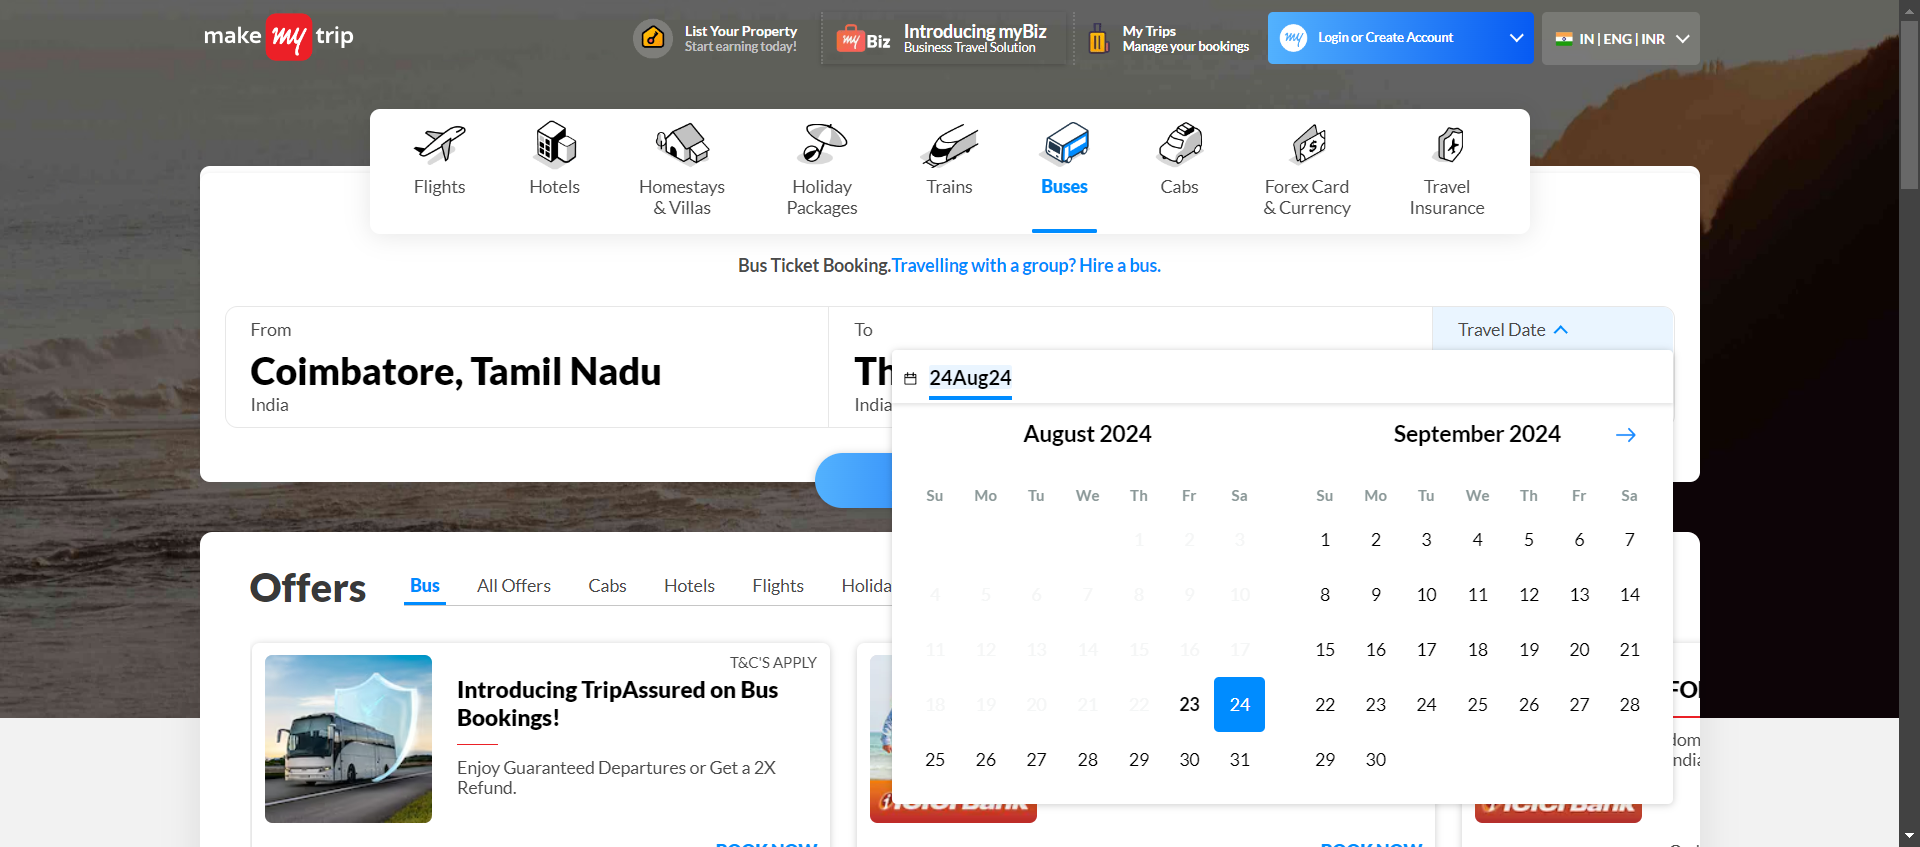 make my trip
List Your Property
Start earning today!
my Biz
Introducing myBiz
Business Travel Solution
My Trips
Manage your bookings
my
Login or Create Account
IN | ENG | INR
Flights
Hotels
Homestays
& Villas
Holiday
Packages
Trains
Buses
Cabs
Forex Card
& Currency
Travel
Insurance
Bus Ticket Booking.Travelling with a group? Hire a bus.
From
Coimbatore, Tamil Nadu
India
To
Th
India
Travel Date
24Aug24
August 2024
Su Mo Tu We Th Fr Sa
1 2 3
4 5 6 7 8 9 10
11 12 13 14 15 16 17
18 19 20 21 22 23 24
25 26 27 28 29 30 31
September 2024
Su Mo Tu We Th Fr Sa
1 2 3 4 5 6 7
8 9 10 11 12 13 14
15 16 17 18 19 20 21
22 23 24 25 26 27 28
29 30
Offers
Bus
All Offers
Cabs
Hotels
Flights
Holida
T&C'S APPLY
Introducing TripAssured on Bus
Bookings!
Enjoy Guaranteed Departures or Get a 2X
Refund.
BOOK NOW
ICICI Bank
BOOK NOW
FO
dom
ndia
ICICI Bank